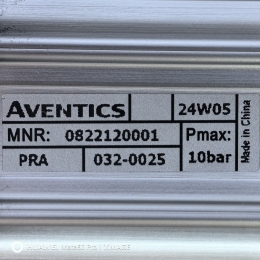 AVENTICS 24W05
MNR: 0822120001 Pmax:
PRA 032-0025 10bar
Made in China